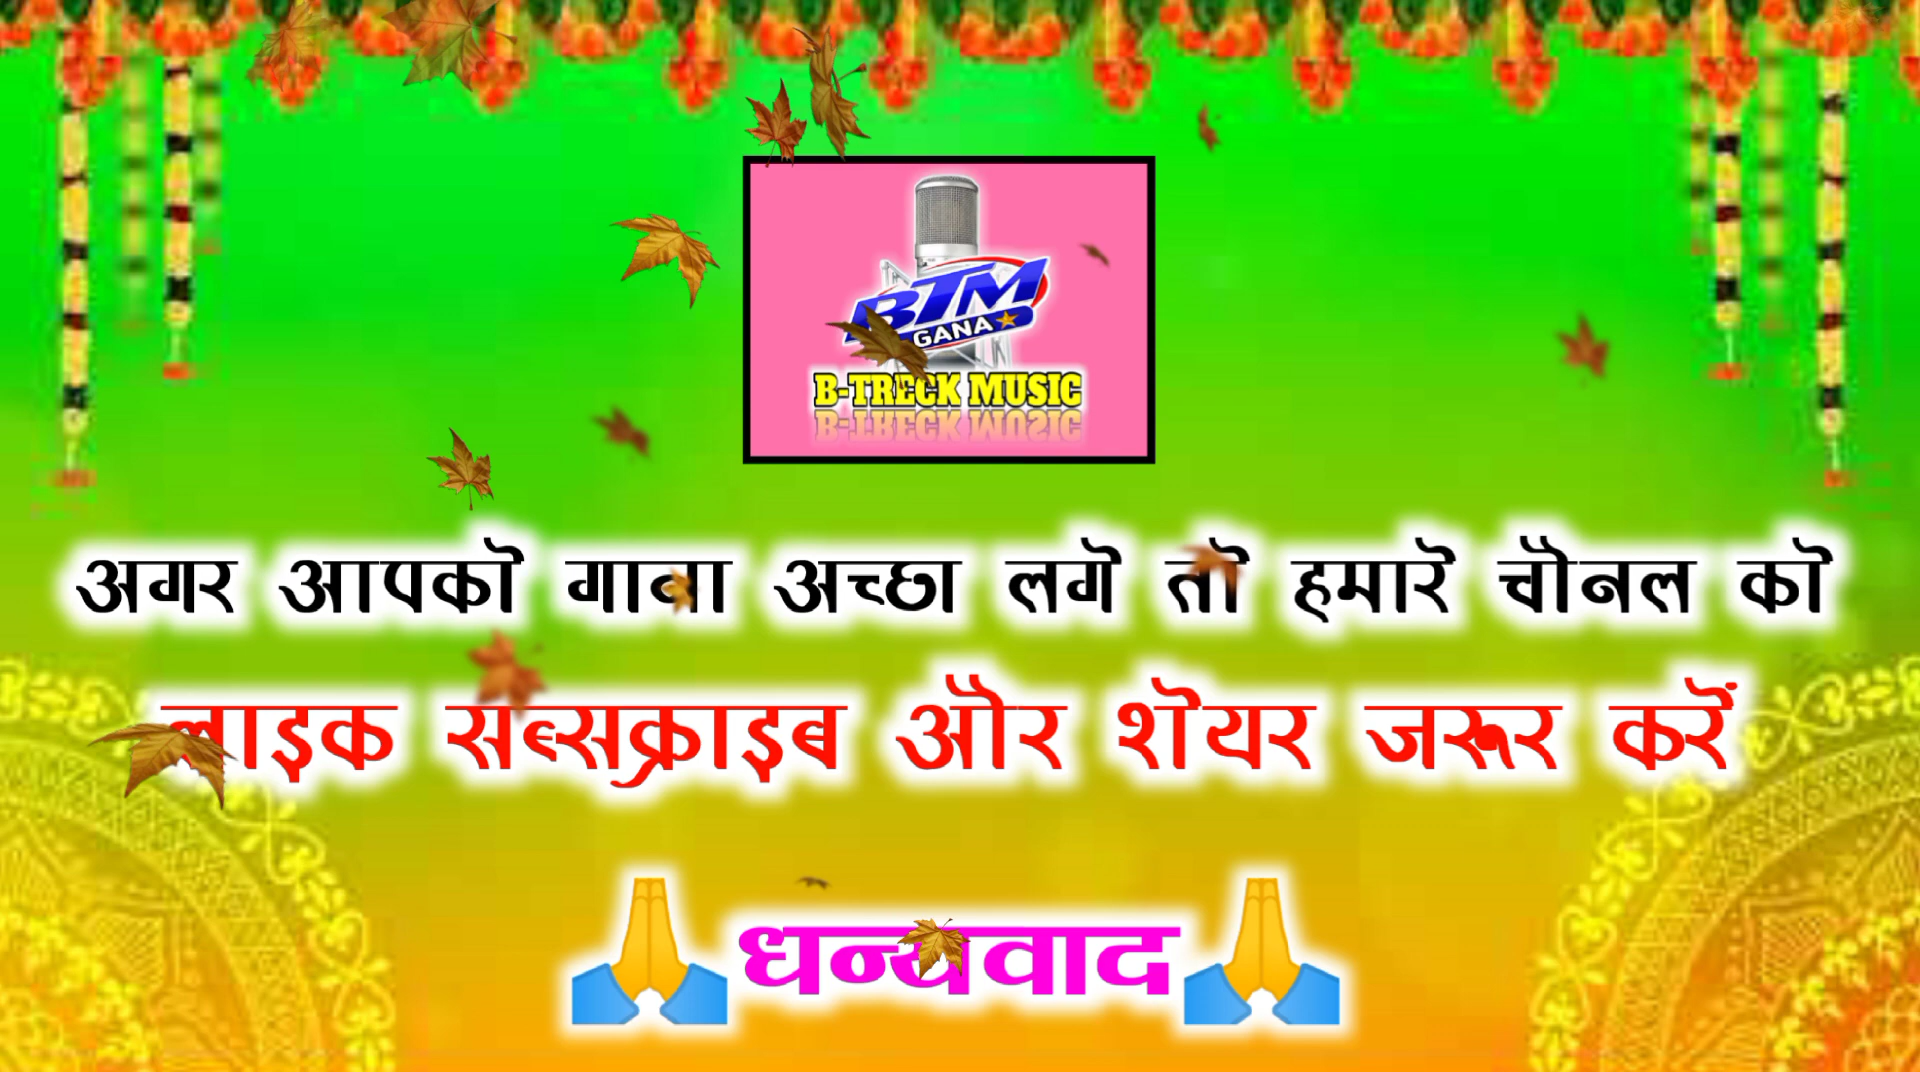 BTM
GANA
B-TRECK MUSIC
अगर आपको गाना अच्छा लगे तो हमारे चौनल को
लाइक सब्सक्राइब और शेयर जरूर करें
धन्यवाद